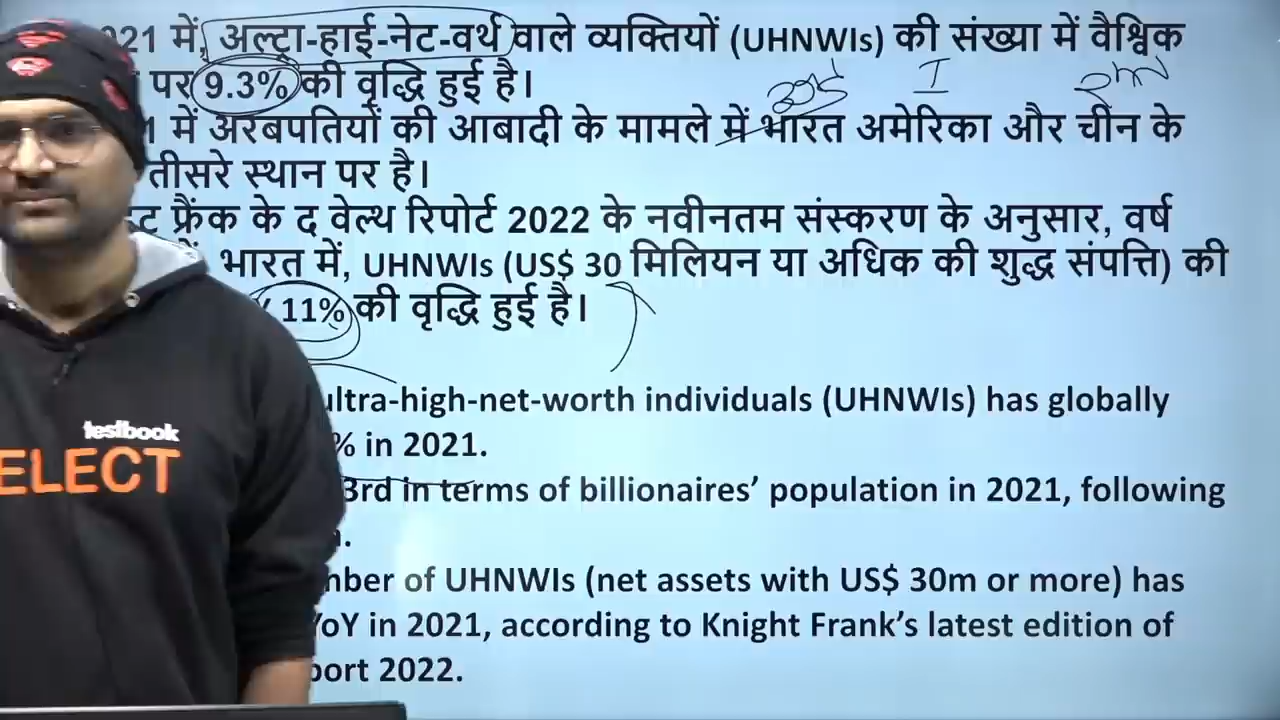 21 में, अल्ट्रा-हाई-नेट-वर्थ वाले व्यक्तियों (UHNWIs) की संख्या में वैश्विक
पर 9.3% की वृद्धि हुई है।
1 में अरबपतियों की आबादी के मामले में भारत अमेरिका और चीन के
तीसरे स्थान पर है।
फ्रैंक के द वेल्थ रिपोर्ट 2022 के नवीनतम संस्करण के अनुसार, वर्ष
भारत में, UHNWIs (US$ 30 मिलियन या अधिक की शुद्ध संपत्ति) की
11% की वृद्धि हुई है।
ultra-high-net-worth individuals (UHNWIs) has globally
% in 2021.
3rd in terms of billionaires’ population in 2021, following
mber of UHNWIs (net assets with US$ 30m or more) has
YoY in 2021, according to Knight Frank’s latest edition of
port 2022.
testbook
ELECT